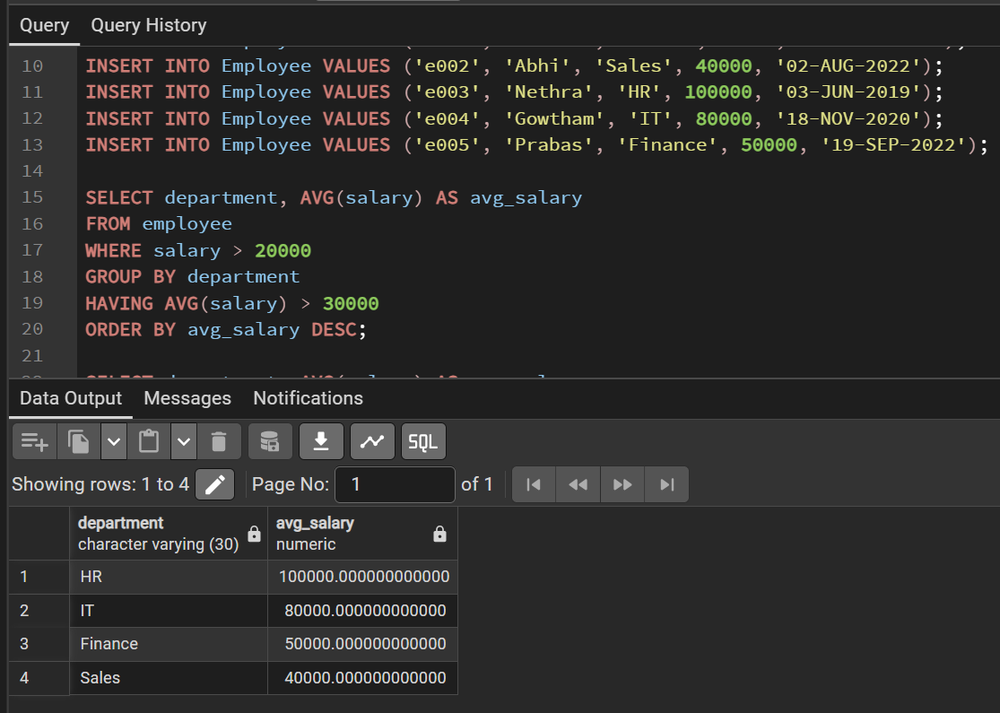 Query Query History
10 INSERT INTO Employee VALUES ('e002', 'Abhi', 'Sales', 40000, '02-AUG-2022');
11 INSERT INTO Employee VALUES ('e003', 'Nethra', 'HR', 100000, '03-JUN-2019');
12 INSERT INTO Employee VALUES ('e004', 'Gowtham', 'IT', 80000, '18-NOV-2020');
13 INSERT INTO Employee VALUES ('e005', 'Prabas', 'Finance', 50000, '19-SEP-2022');
14
15 SELECT department, AVG(salary) AS avg_salary
16 FROM employee
17 WHERE salary > 20000
18 GROUP BY department
19 HAVING AVG(salary) > 30000
20 ORDER BY avg_salary DESC;
21
Data Output Messages Notifications
SQL
Showing rows: 1 to 4 Page No: 1 of 1
department avg_salary
character varying (30) numeric
1 HR 100000.000000000000
2 IT 80000.000000000000
3 Finance 50000.000000000000
4 Sales 40000.000000000000